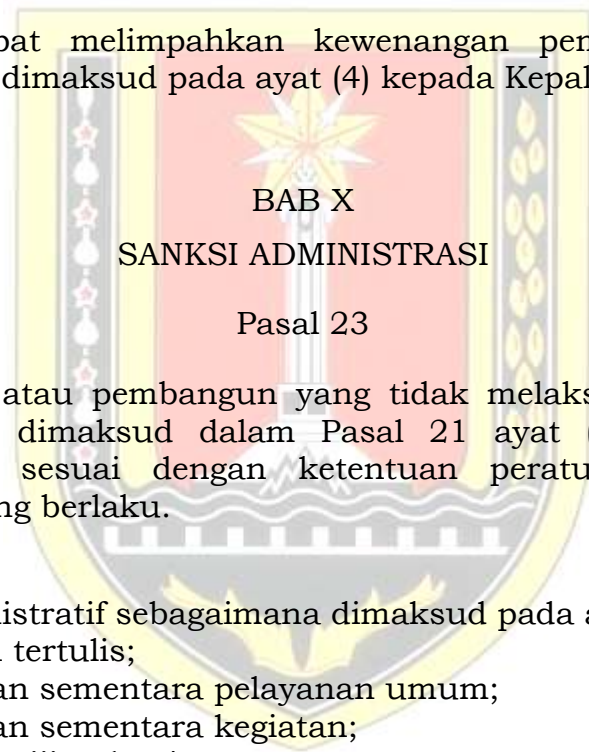 pat melimpahkan kewenangan pen
dimaksud pada ayat (4) kepada Kepal
BAB X
SANKSI ADMINISTRASI
Pasal 23
atau pembangun yang tidak melaks
dimaksud dalam Pasal 21 ayat (
sesuai dengan ketentuan peratu
ng berlaku.
nistratif sebagaimana dimaksud pada a
tertulis;
an sementara pelayanan umum;
an sementara kegiatan;